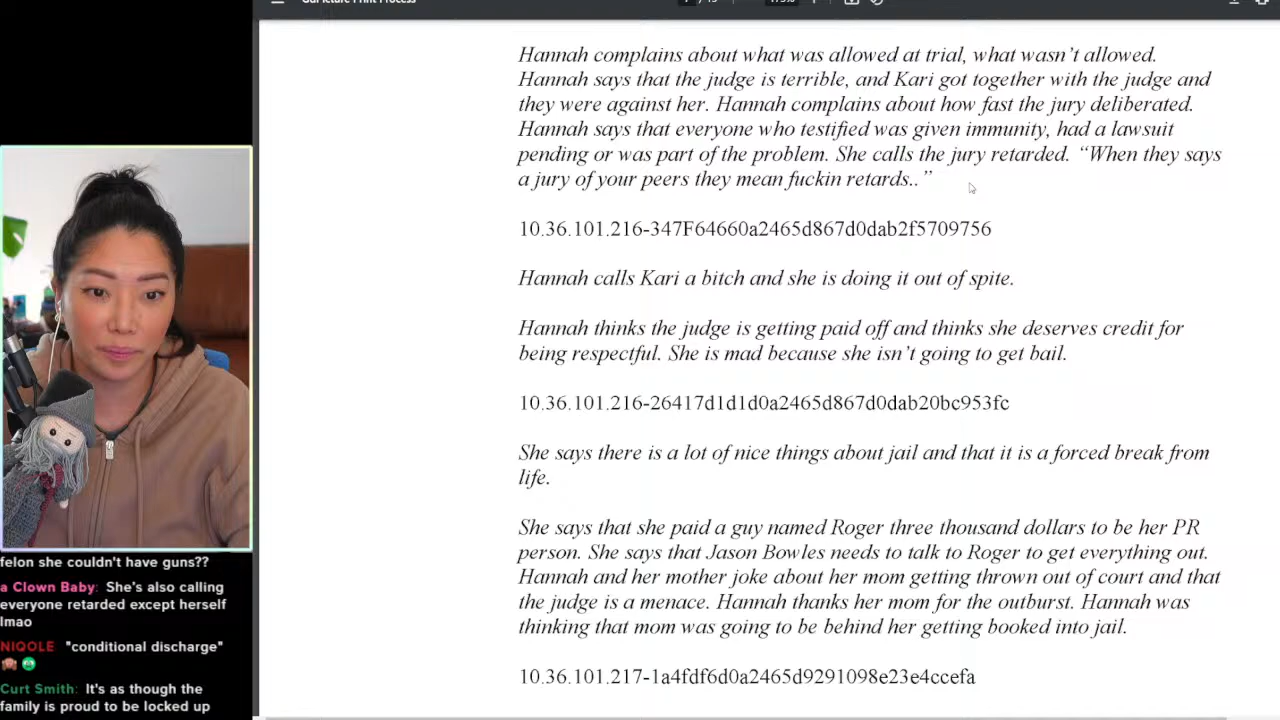 Hannah complains about what was allowed at trial, what wasn't allowed.
Hannah says that the judge is terrible, and Kari got together with the judge and
they were against her. Hannah complains about how fast the jury deliberated.
Hannah says that everyone who testified was given immunity, had a lawsuit
pending or was part of the problem. She calls the jury retarded. “When they says
a jury of your peers they mean fuckin retards..”
10.36.101.216-347F64660a2465d867d0dab2f5709756
Hannah calls Kari a bitch and she is doing it out of spite.
Hannah thinks the judge is getting paid off and thinks she deserves credit for
being respectful. She is mad because she isn't going to get bail.
10.36.101.216-26417d1d1d0a2465d867d0dab20bc953fc
She says there is a lot of nice things about jail and that it is a forced break from
life.
She says that she paid a guy named Roger three thousand dollars to be her PR
person. She says that Jason Bowles needs to talk to Roger to get everything out.
Hannah and her mother joke about her mom getting thrown out of court and that
the judge is a menace. Hannah thanks her mom for the outburst. Hannah was
thinking that mom was going to be behind her getting booked into jail.
10.36.101.217-1a4fdf6d0a2465d9291098e23e4ccefa
felon she couldn't have guns??
a Clown Baby: She's also calling
everyone retarded except herself
lmao
NIQOLE "conditional discharge"
Curt Smith: It's as though the
family is proud to be locked up